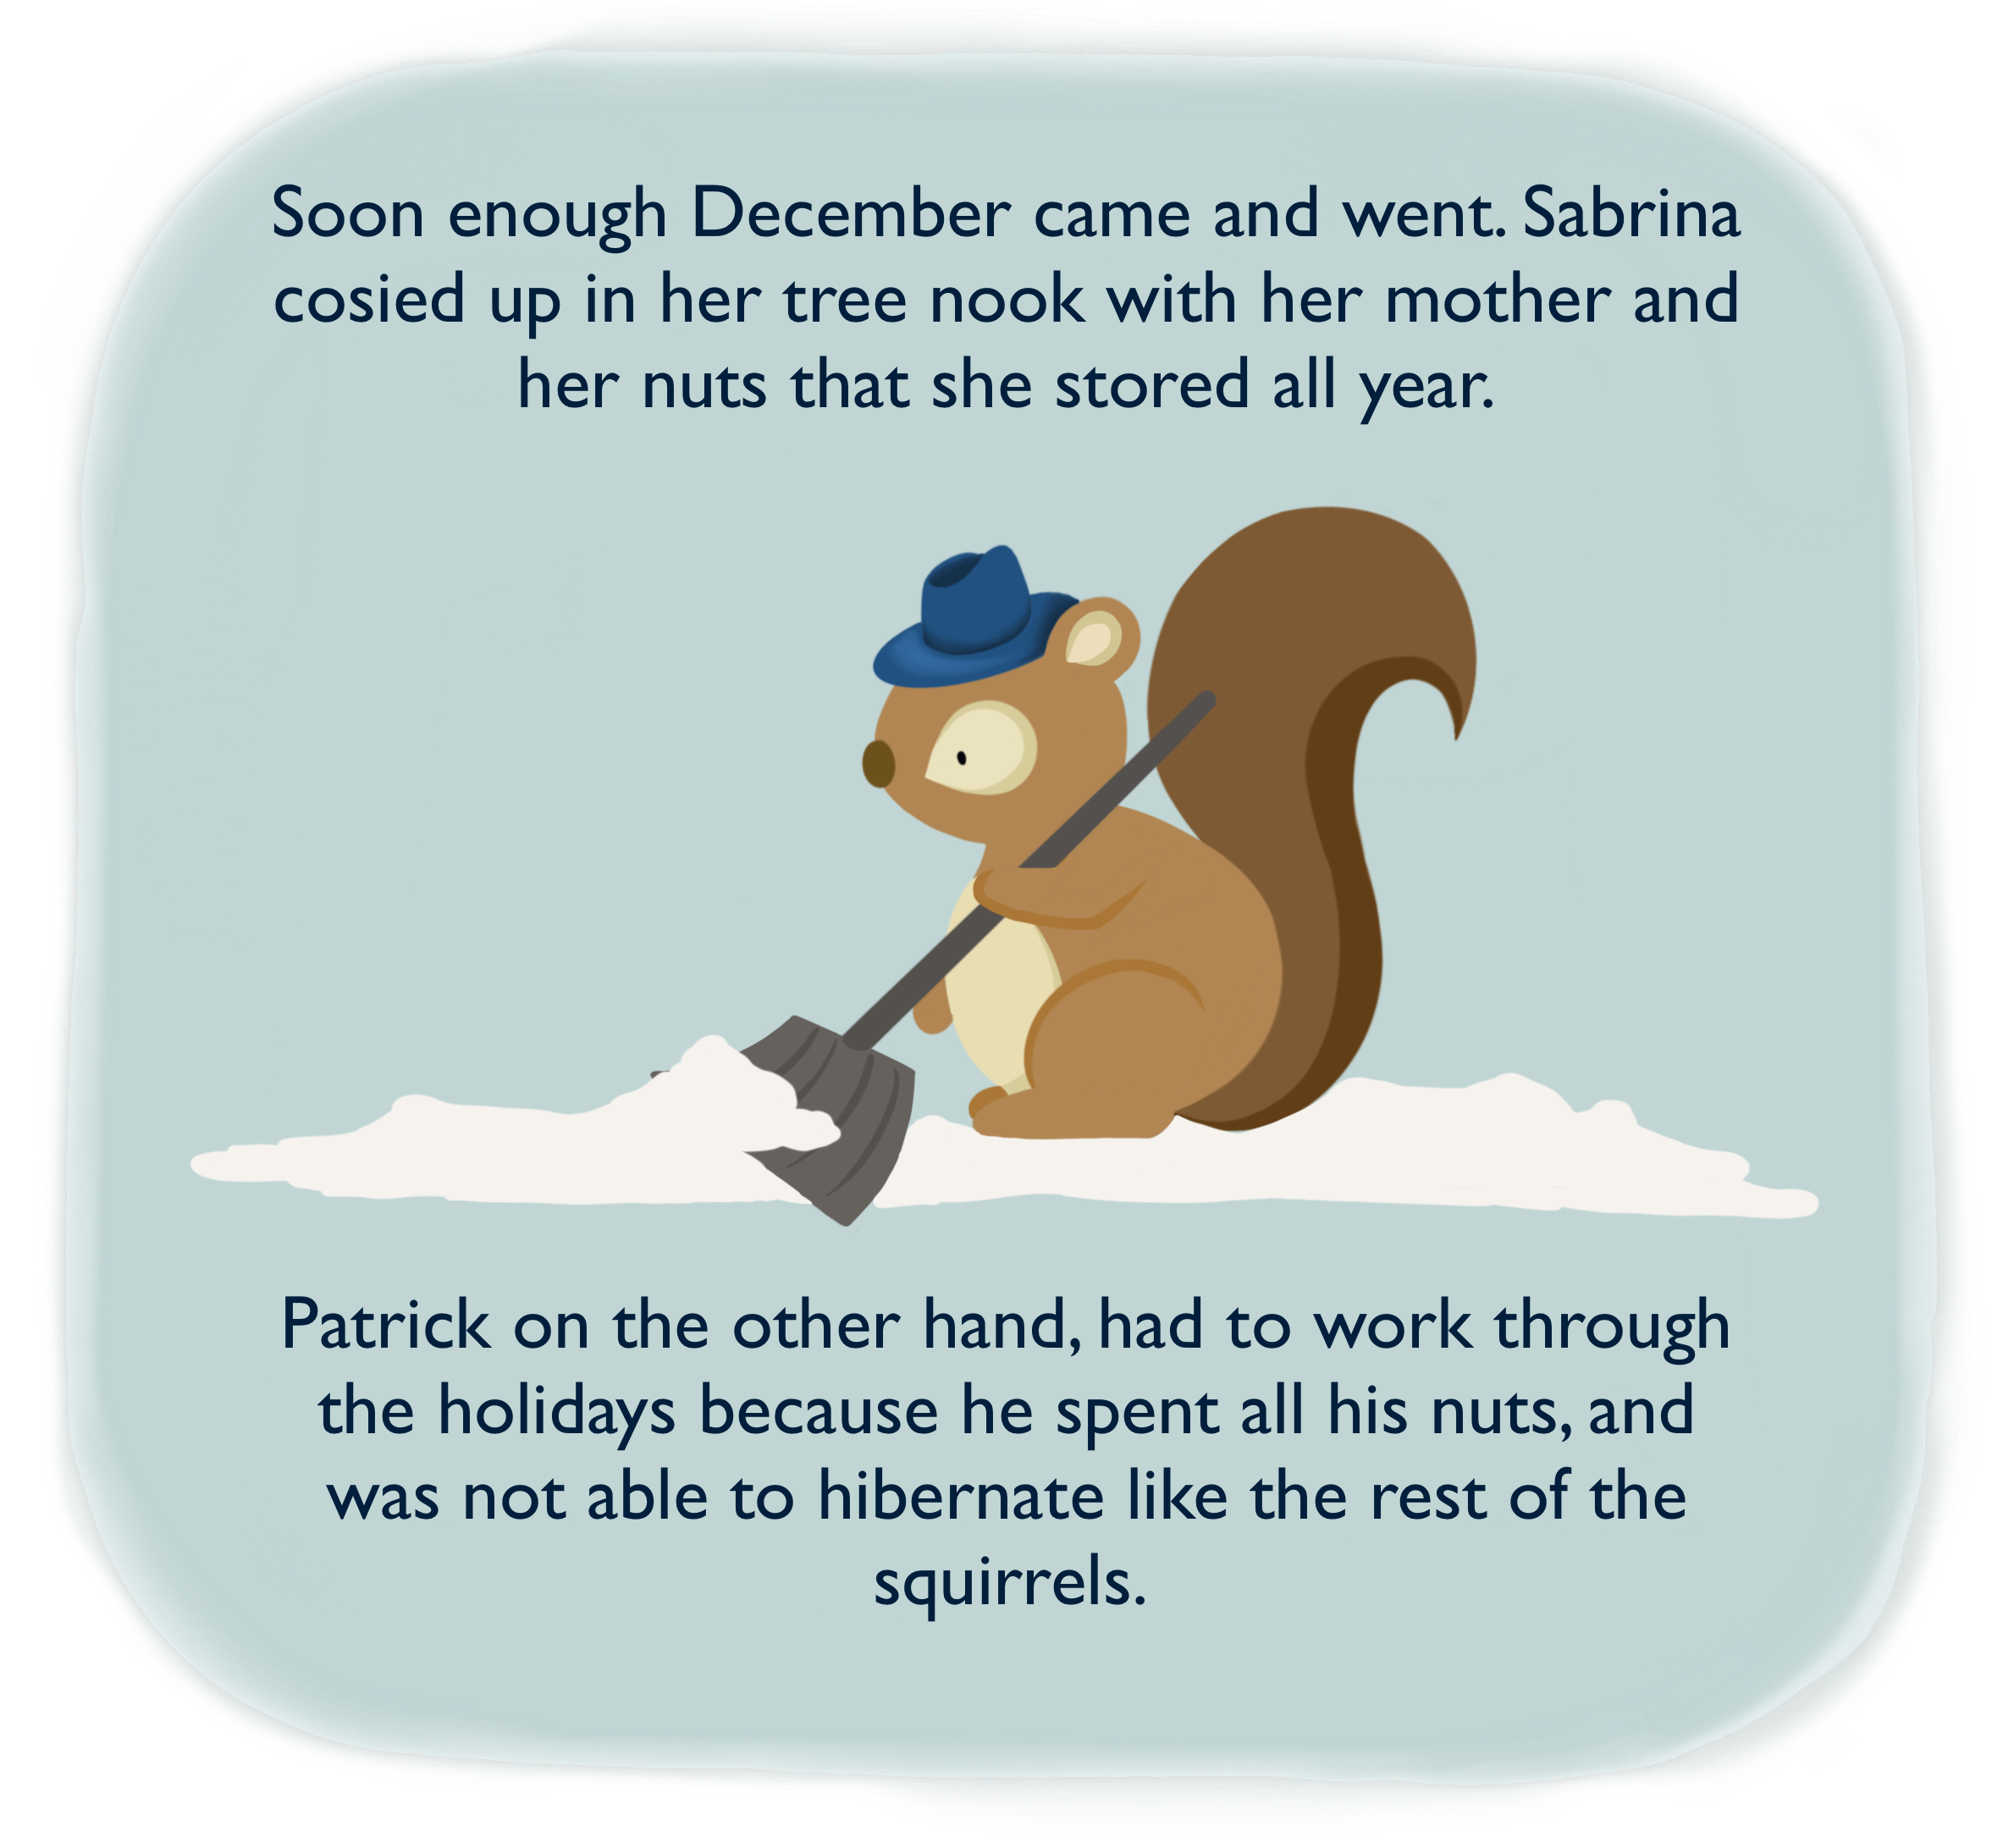 Soon enough December came and went. Sabrina
cosied up in her tree nook with her mother and
her nuts that she stored all year.
Patrick on the other hand, had to work through
the holidays because he spent all his nuts, and
was not able to hibernate like the rest of the
squirrels.